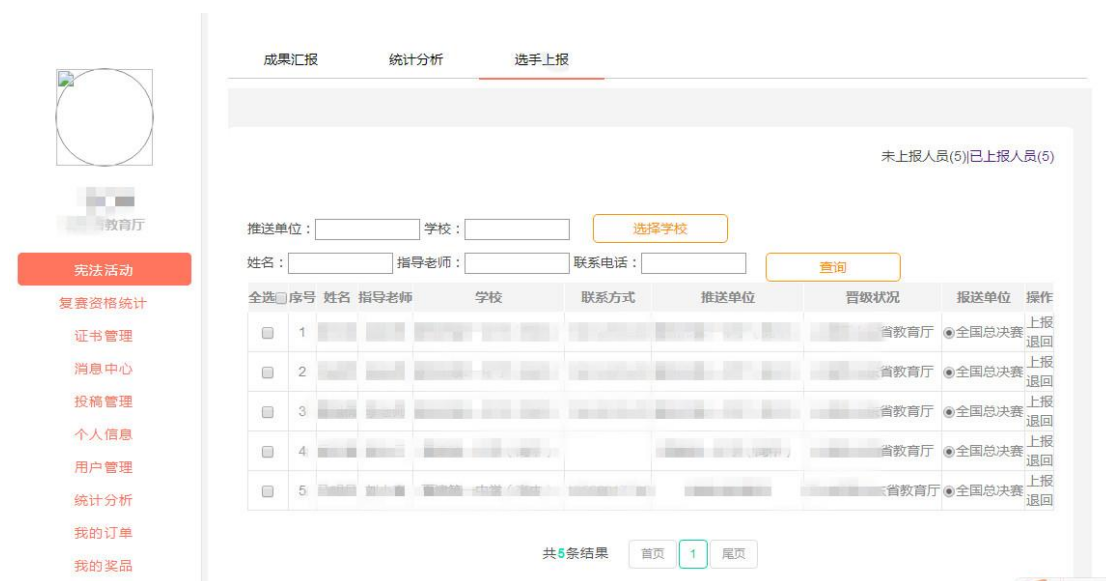 成果汇报 统计分析 选手上报
未上报人员(5)|已上报人员(5)
教育厅
推送单位： 学校： 选择学校
姓名： 指导老师： 联系电话： 查询
宪法活动
复赛资格统计
证书管理
消息中心
投稿管理
个人信息
用户管理
统计分析
我的订单
我的奖品
全选 序号 姓名 指导老师 学校 联系方式 推送单位 晋级状况 报送单位 操作
1 省教育厅 全国总决赛 上报
退回
2 省教育厅 全国总决赛 上报
退回
3 省教育厅 全国总决赛 上报
退回
4 省教育厅 全国总决赛 上报
退回
5 省教育厅 全国总决赛 上报
退回
共5条结果 首页 1 尾页